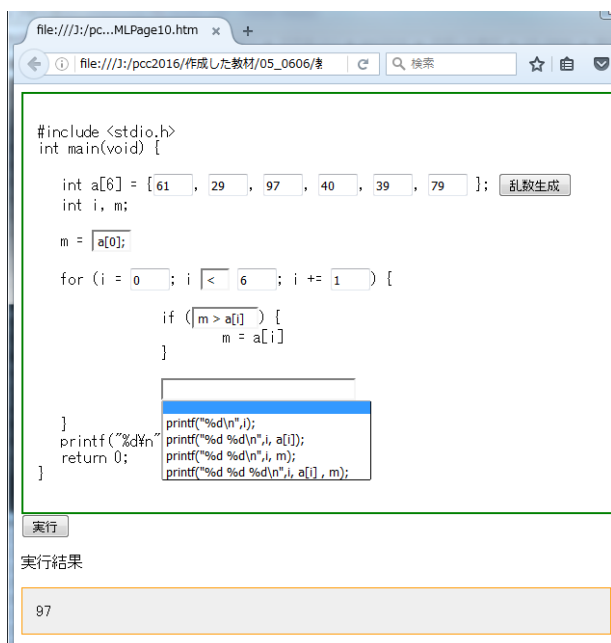 file:///J:/pc...MLPage10.htm × +
file:///J:/pcc2016/作成した教材/05_0606/ 検索
#include <stdio.h>
int main(void) {
int a[6] = [61 , 29 , 97 , 40 , 39 , 79 ]; 乱数生成
int i, m;
m = a[0];
for (i = 0 ; i < 6 ; i += 1 ) {
if ( m > a[i] ) {
m = a[i]
}
printf("%d\n",i);
} printf("%d %d\n",i, a[i]);
printf("%d¥n" printf("%d %d\n",i, m);
return 0; printf("%d %d %d\n",i, a[i] , m);
}
実行
実行結果
97